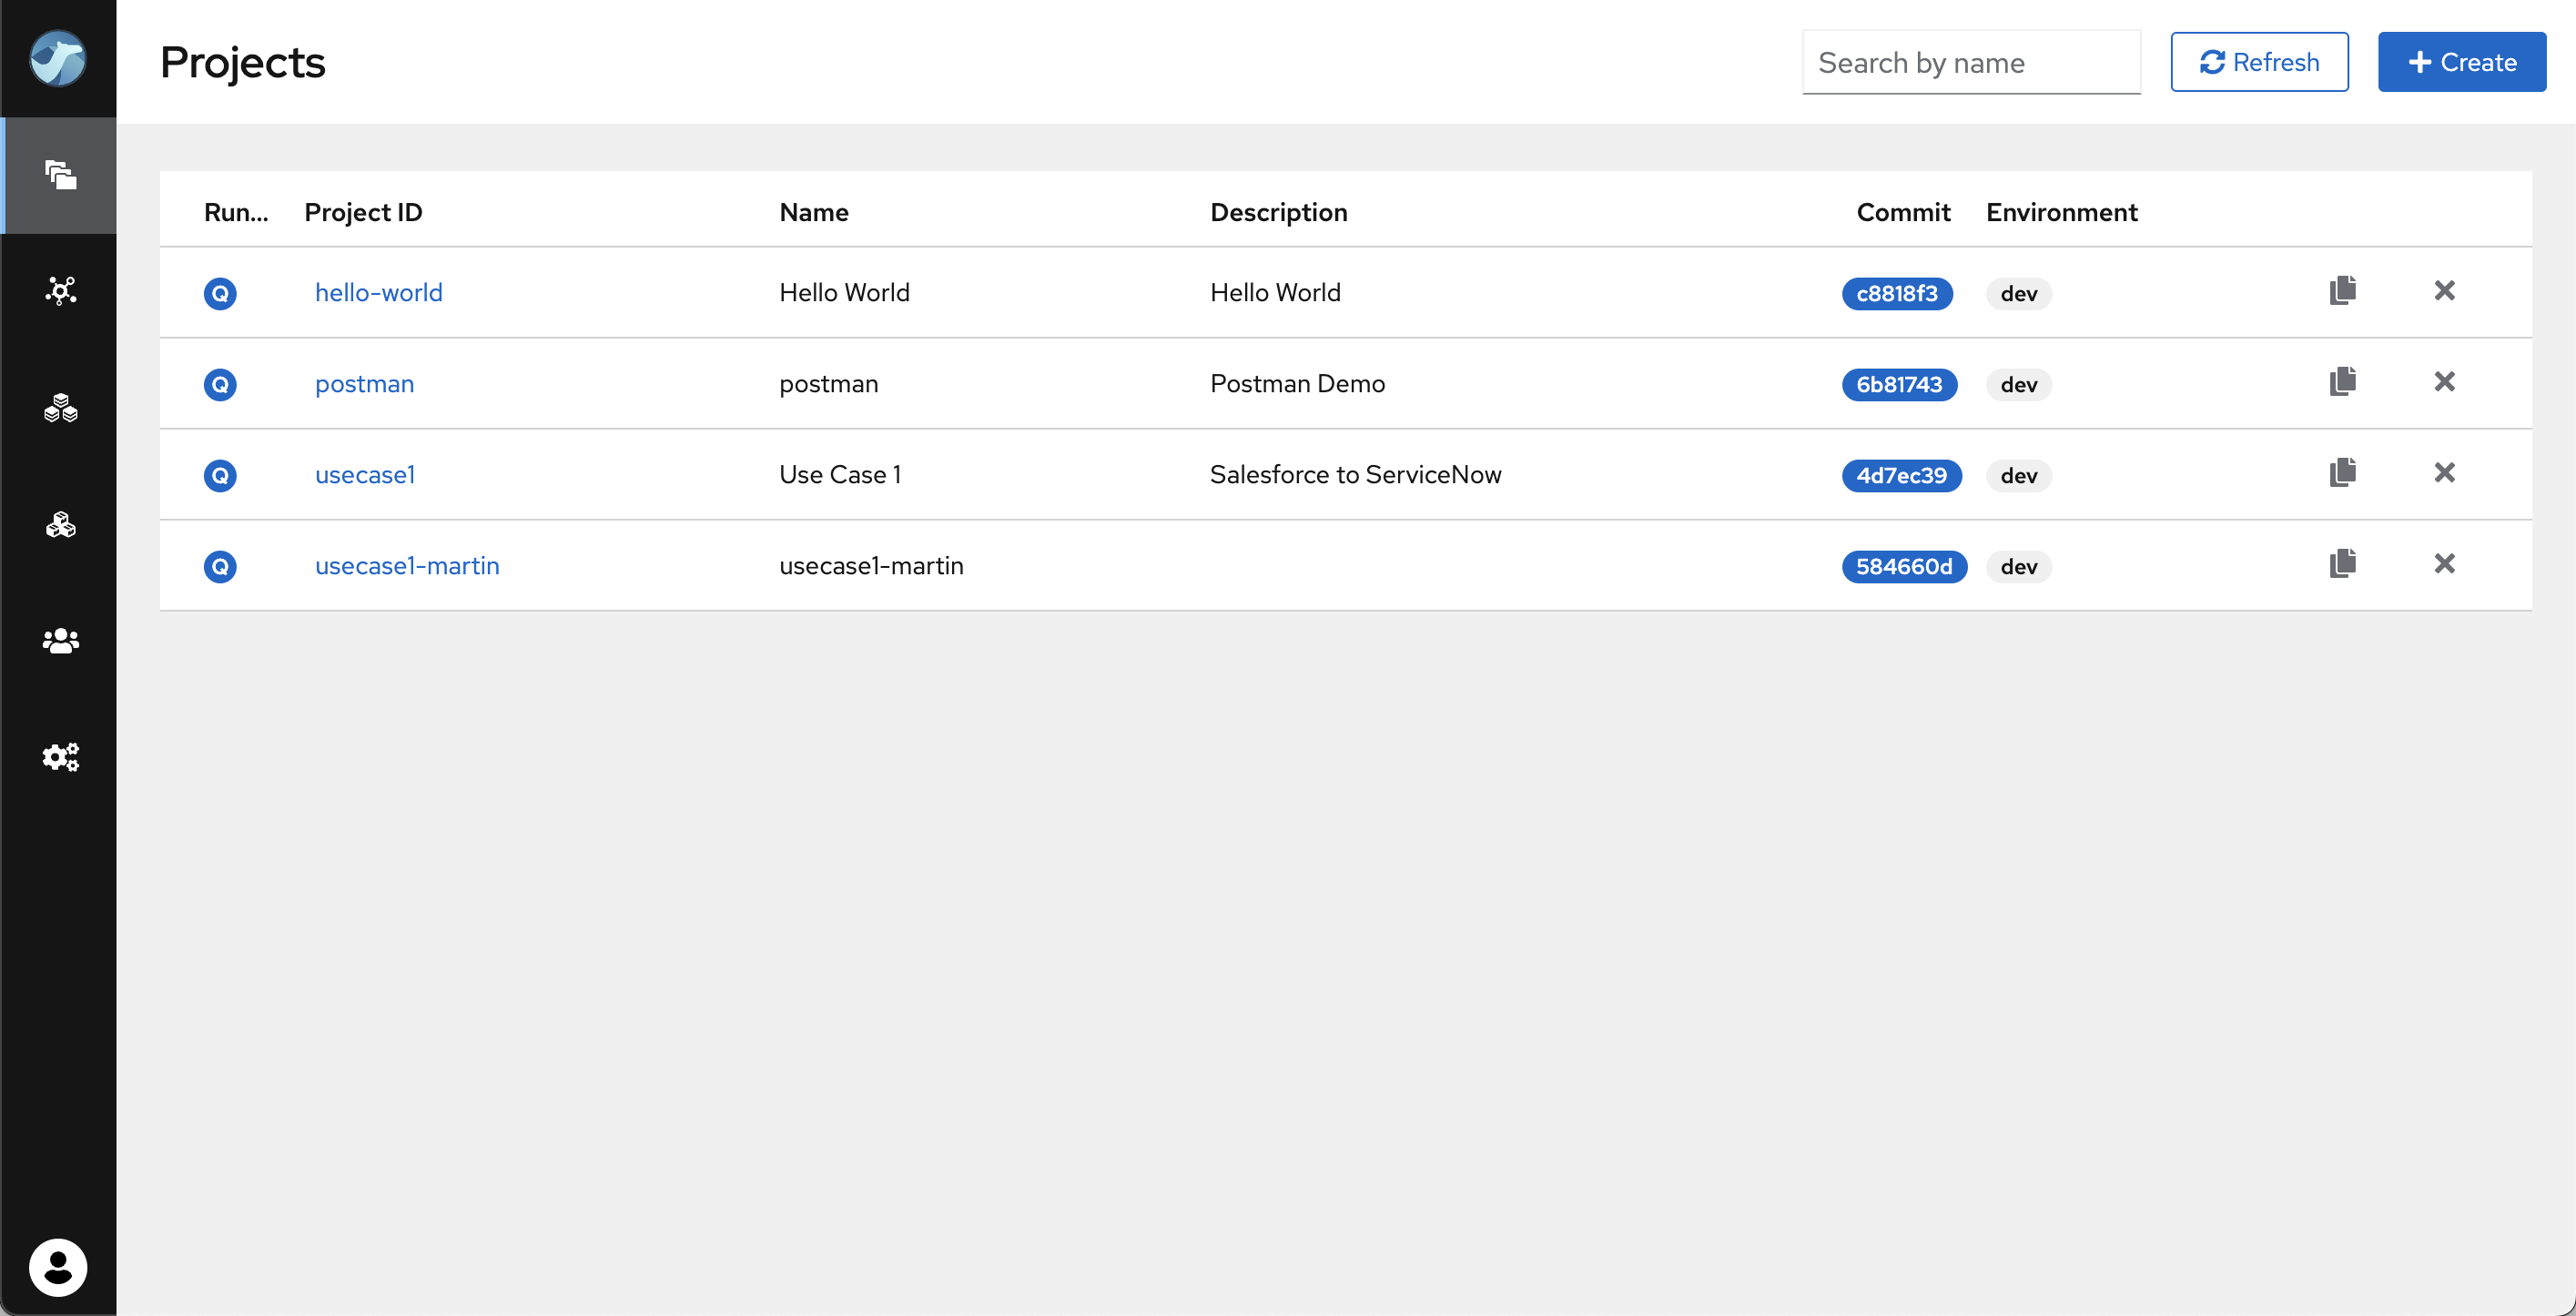 Projects
Search by name
Refresh
Create
Run... Project ID Name Description Commit Environment
Q hello-world Hello World Hello World c8818f3 dev
Q postman postman Postman Demo 6b81743 dev
Q usecase1 Use Case 1 Salesforce to ServiceNow 4d7ec39 dev
Q usecase1-martin usecase1-martin 584660d dev